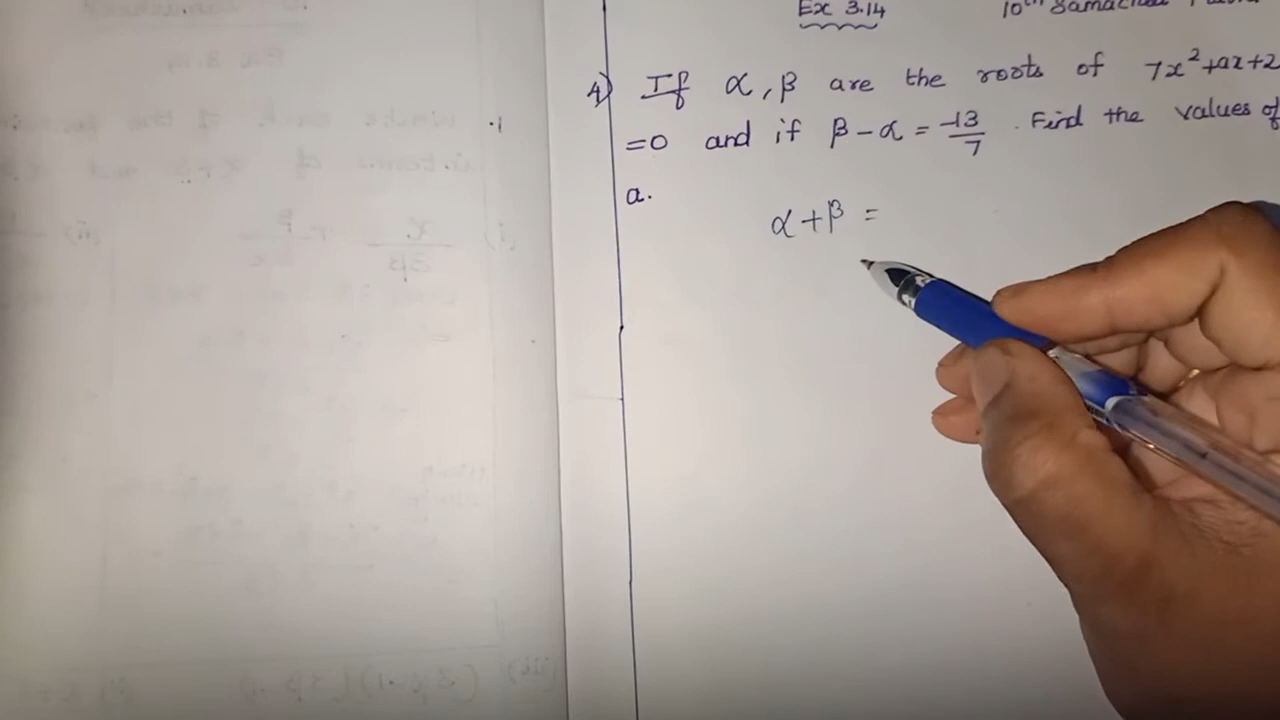 Ex 3.14 10th Samacheer
4) If α, β are the roots of 7x²+ax+2
=0 and if β-α = -13/7 . Find the values of
a.
α+β =